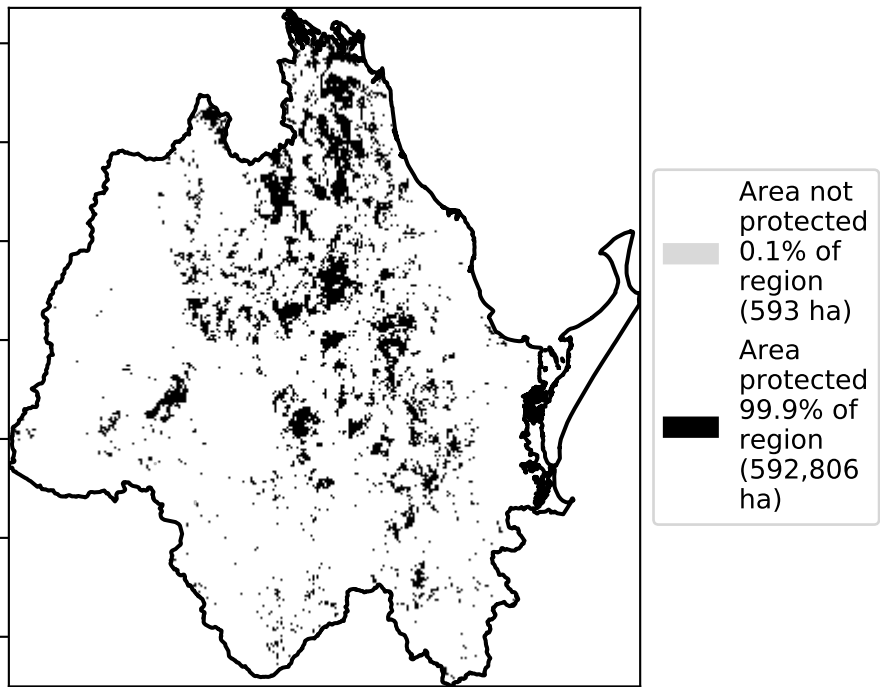 Area not
protected
0.1% of
region
(593 ha)
Area
protected
99.9% of
region
(592,806
ha)